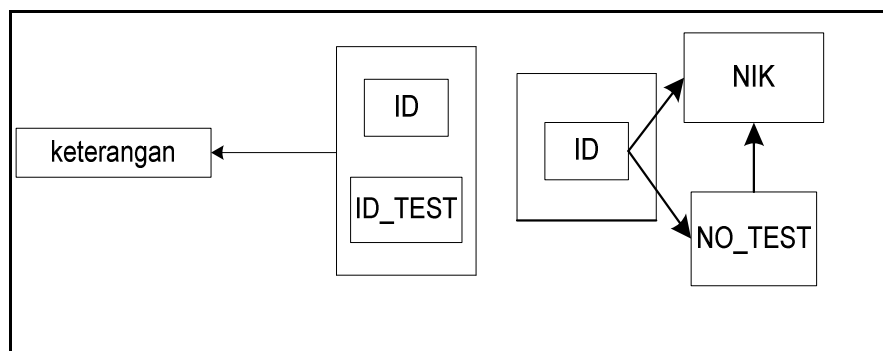 keterangan
ID
ID_TEST
ID
NIK
NO_TEST